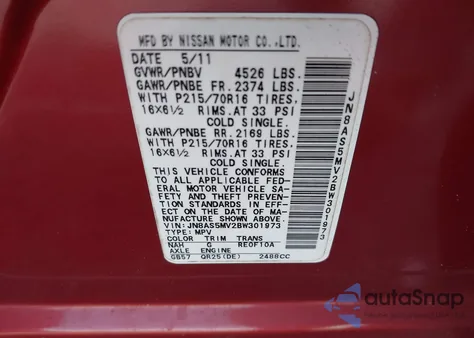 MFD BY NISSAN MOTOR CO.,LTD.
DATE 5/11
GVWR/PNBV 4526 LBS.
GAWR/PNBE FR. 2374 LBS.
WITH P215/70R16 TIRES,
16X6½ RIMS AT 33 PSI
COLD SINGLE.
GAWR/PNBE RR. 2169 LBS.
WITH P215/70R16 TIRES,
16X6½ RIMS AT 33 PSI
COLD SINGLE.
THIS VEHICLE CONFORMS
TO ALL APPLICABLE FED-
ERAL MOTOR VEHICLE SA-
FETY AND THEFT PREVEN-
TION STANDARDS IN EFF-
ECT ON THE DATE OF MA-
NUFACTURE SHOWN ABOVE.
VIN: JN8AS5MV2BW301973
TYPE: MPV
COLOR TRIM TRANS
NAH G RE0F10A
AXLE ENGINE
GB57 QR25(DE) 2488CC
JN8AS5MV2BW301973
autoSnap